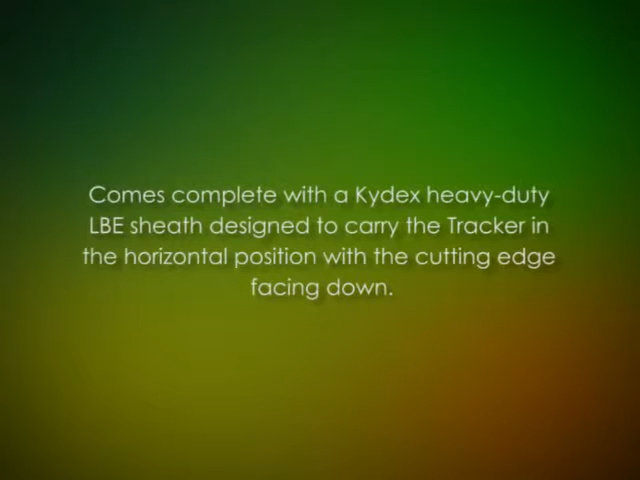 Comes complete with a Kydex heavy-duty
LBE sheath designed to carry the Tracker in
the horizontal position with the cutting edge
facing down.